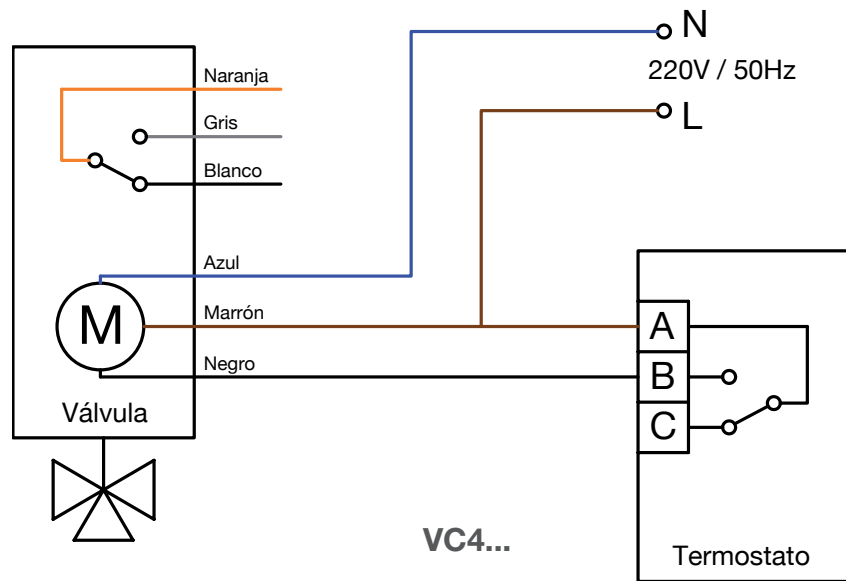 N
Naranja
220V / 50Hz
L
Gris
Blanco
Azul
Marrón
M
A
Negro
B
Válvula
C
VC4...
Termostato